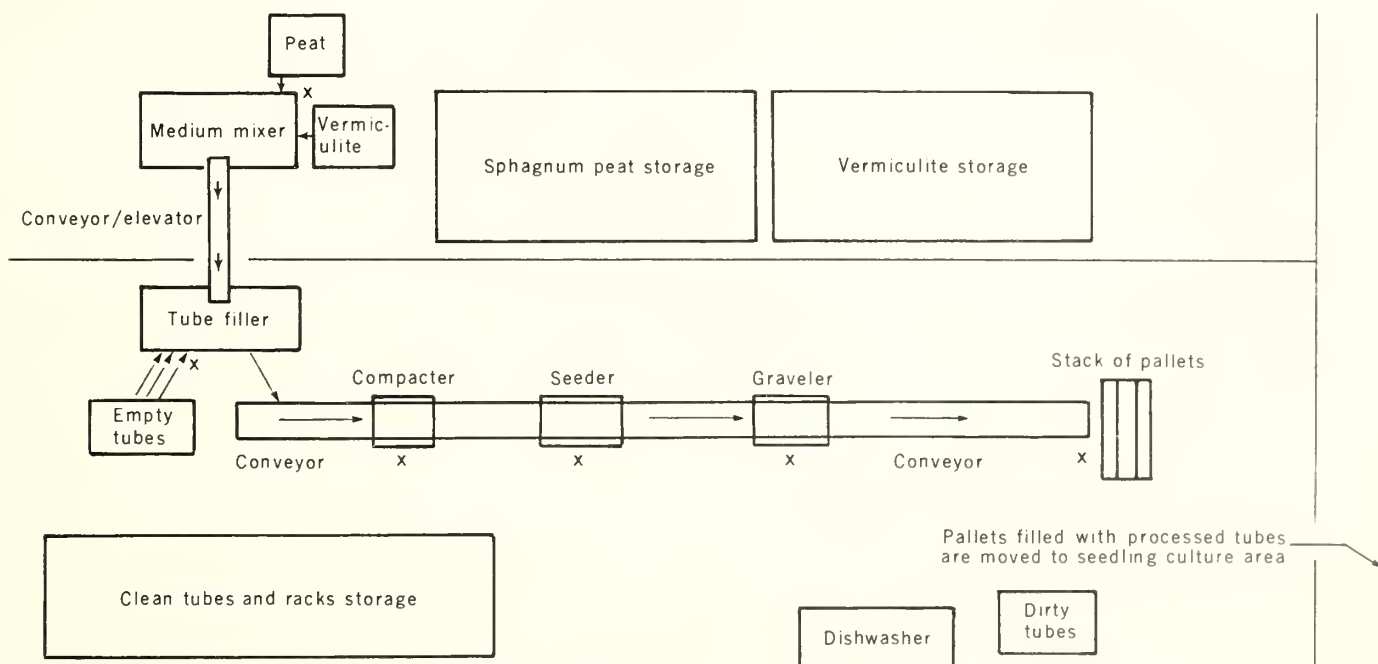 Peat
x
Medium mixer
Vermic-
ulite
Sphagnum peat storage
Vermiculite storage
Conveyor/elevator
Tube filler
x
Empty
tubes
Compacter
Seeder
Graveler
Stack of pallets
Conveyor
x
x
x
Conveyor
x
Pallets filled with processed tubes
are moved to seedling culture area
Clean tubes and racks storage
Dishwasher
Dirty
tubes